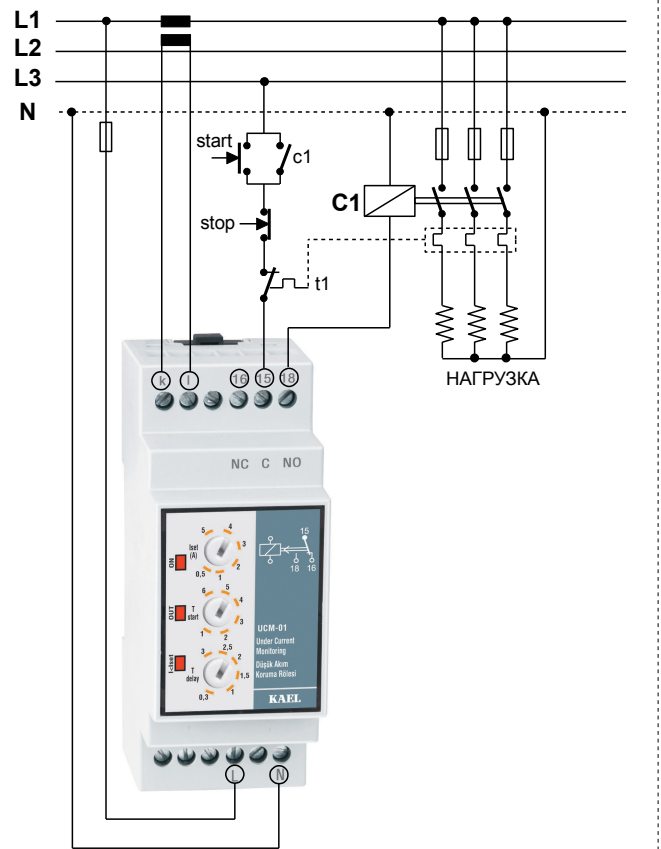 L1
L2
L3
N
start
c1
stop
t1
C1
НАГРУЗКА
k l 16 15 18
NC C NO
Iset
(A)
0,5 1 2 3 4 5
ON
15
18 16
T
start
1 2 3 4 5 6
OUT
UCM-01
Under Current
Monitoring
Düşük Akım
Koruma Rölesi
T
delay
0,3 1 1,5 2 2,5 3
I<Iset
KAEL
L N